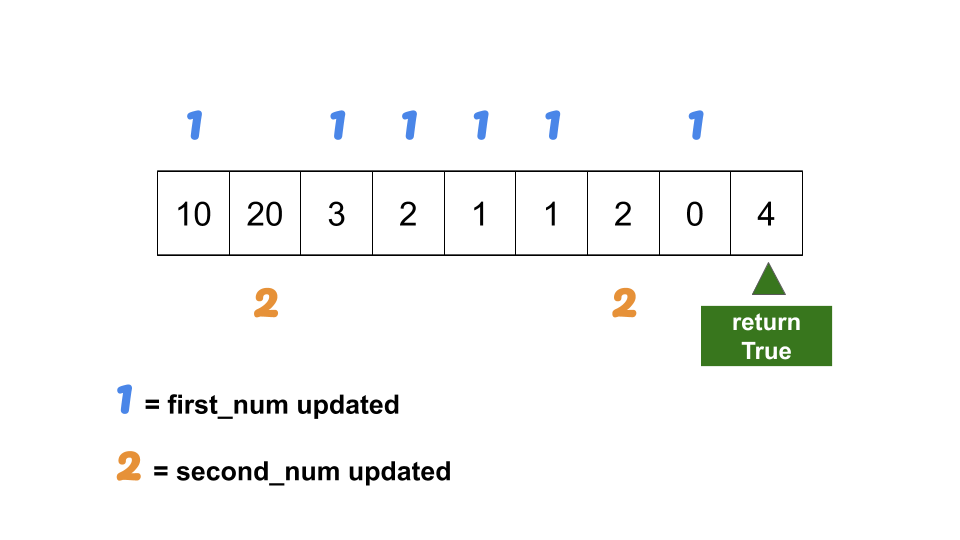 1 1 1 1 1 1
10 20 3 2 1 1 2 0 4
2 2
return
True
1 = first_num updated
2 = second_num updated